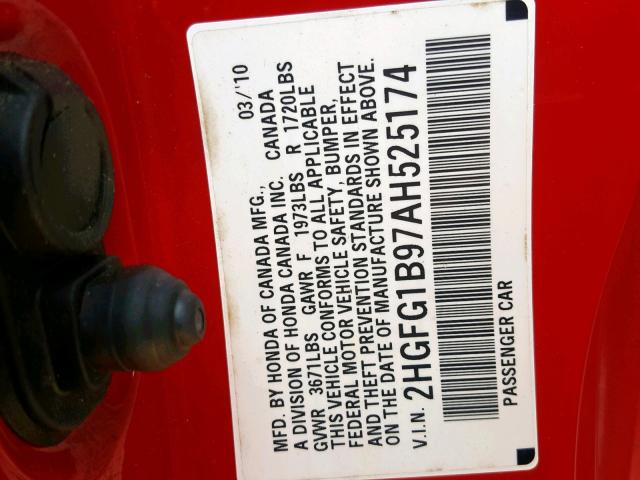 MFD. BY HONDA OF CANADA MFG., 03/'10
A DIVISION OF HONDA CANADA INC. CANADA
GVWR 3671LBS GAWR F 1973LBS R 1720LBS
THIS VEHICLE CONFORMS TO ALL APPLICABLE
FEDERAL MOTOR VEHICLE SAFETY, BUMPER,
AND THEFT PREVENTION STANDARDS IN EFFECT
ON THE DATE OF MANUFACTURE SHOWN ABOVE.
V.I.N. 2HGFG1B97AH525174
PASSENGER CAR